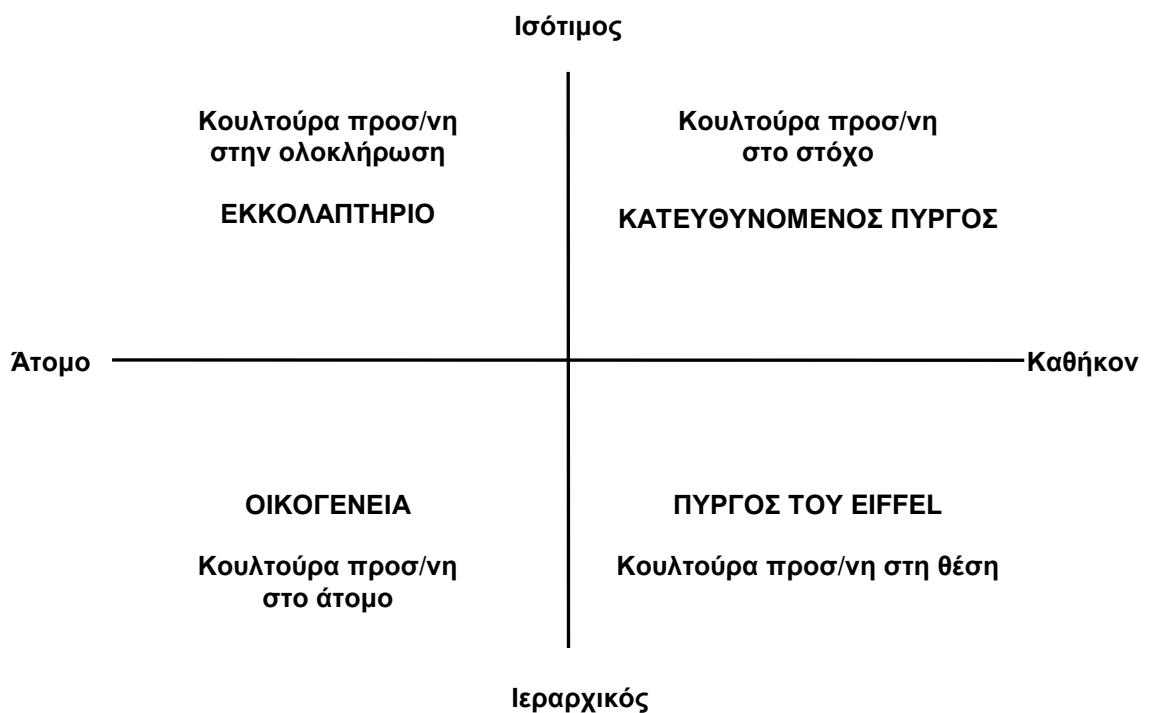 Ισότιμος
Κουλτούρα προσ/νη
στην ολοκλήρωση
ΕΚΚΟΛΑΠΤΗΡΙΟ
Κουλτούρα προσ/νη
στο στόχο
ΚΑΤΕΥΘΥΝΟΜΕΝΟΣ ΠΥΡΓΟΣ
Άτομο
Καθήκον
ΟΙΚΟΓΕΝΕΙΑ
Κουλτούρα προσ/νη
στο άτομο
ΠΥΡΓΟΣ ΤΟΥ EIFFEL
Κουλτούρα προσ/νη στη θέση
Ιεραρχικός